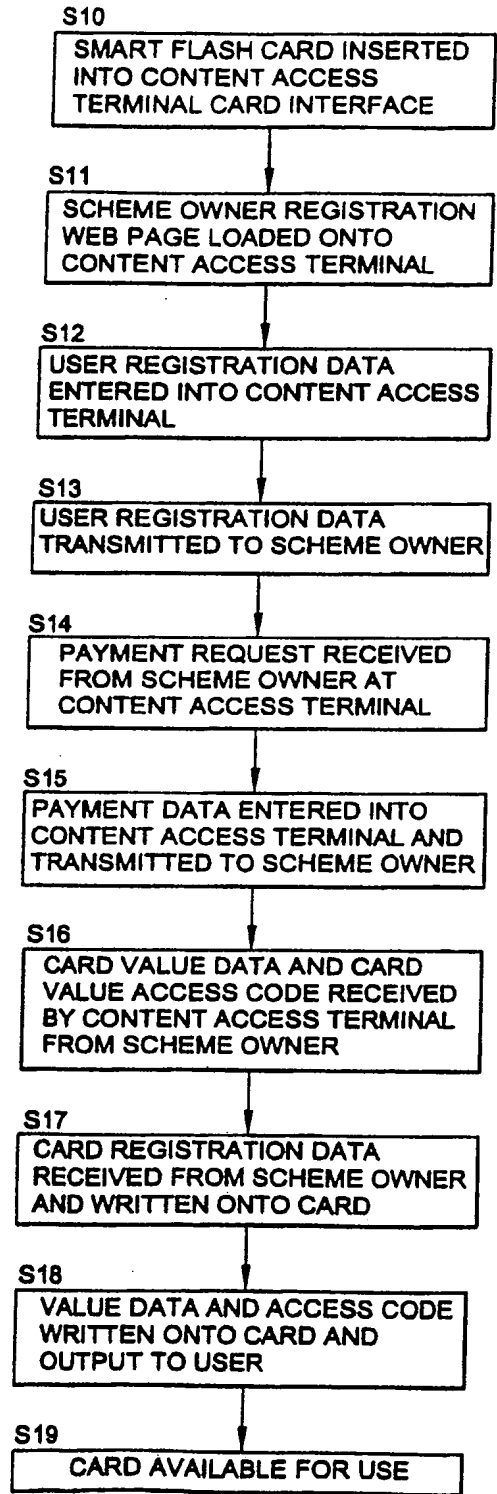 S10
SMART FLASH CARD INSERTED
INTO CONTENT ACCESS
TERMINAL CARD INTERFACE
S11
SCHEME OWNER REGISTRATION
WEB PAGE LOADED ONTO
CONTENT ACCESS TERMINAL
S12
USER REGISTRATION DATA
ENTERED INTO CONTENT ACCESS
TERMINAL
S13
USER REGISTRATION DATA
TRANSMITTED TO SCHEME OWNER
S14
PAYMENT REQUEST RECEIVED
FROM SCHEME OWNER AT
CONTENT ACCESS TERMINAL
S15
PAYMENT DATA ENTERED INTO
CONTENT ACCESS TERMINAL AND
TRANSMITTED TO SCHEME OWNER
S16
CARD VALUE DATA AND CARD
VALUE ACCESS CODE RECEIVED
BY CONTENT ACCESS TERMINAL
FROM SCHEME OWNER
S17
CARD REGISTRATION DATA
RECEIVED FROM SCHEME OWNER
AND WRITTEN ONTO CARD
S18
VALUE DATA AND ACCESS CODE
WRITTEN ONTO CARD AND
OUTPUT TO USER
S19
CARD AVAILABLE FOR USE